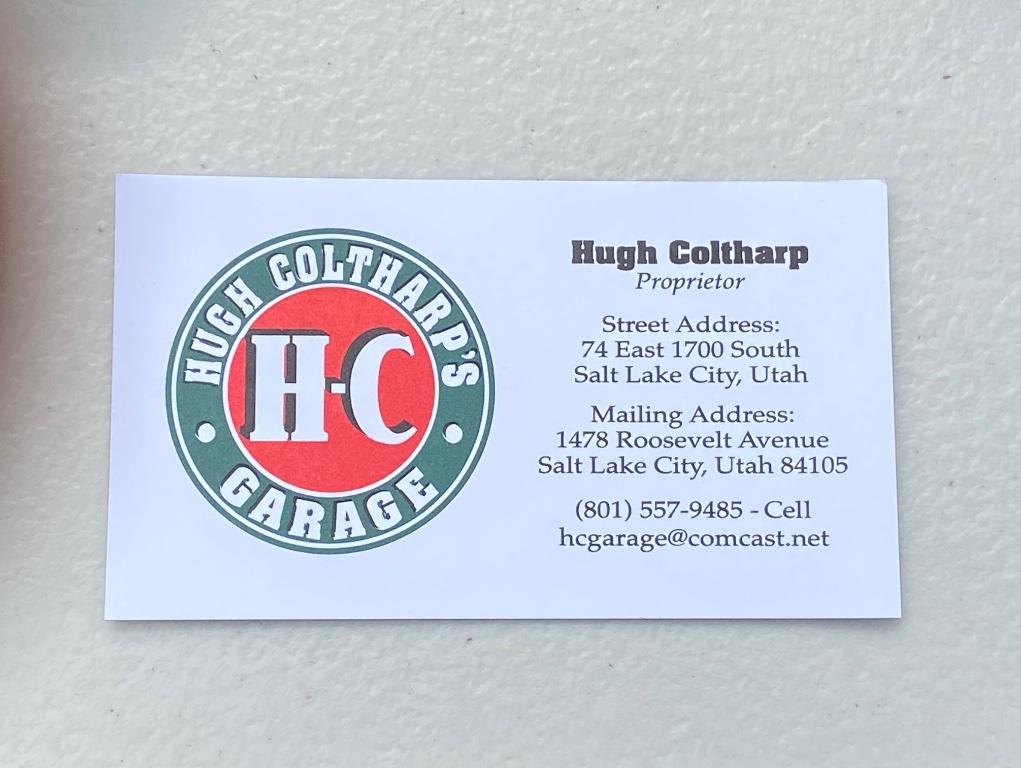 HUGH COLTHARP'S
H-C
GARAGE
Hugh Coltharp
Proprietor
Street Address:
74 East 1700 South
Salt Lake City, Utah
Mailing Address:
1478 Roosevelt Avenue
Salt Lake City, Utah 84105
(801) 557-9485 - Cell
hcgarage@comcast.net